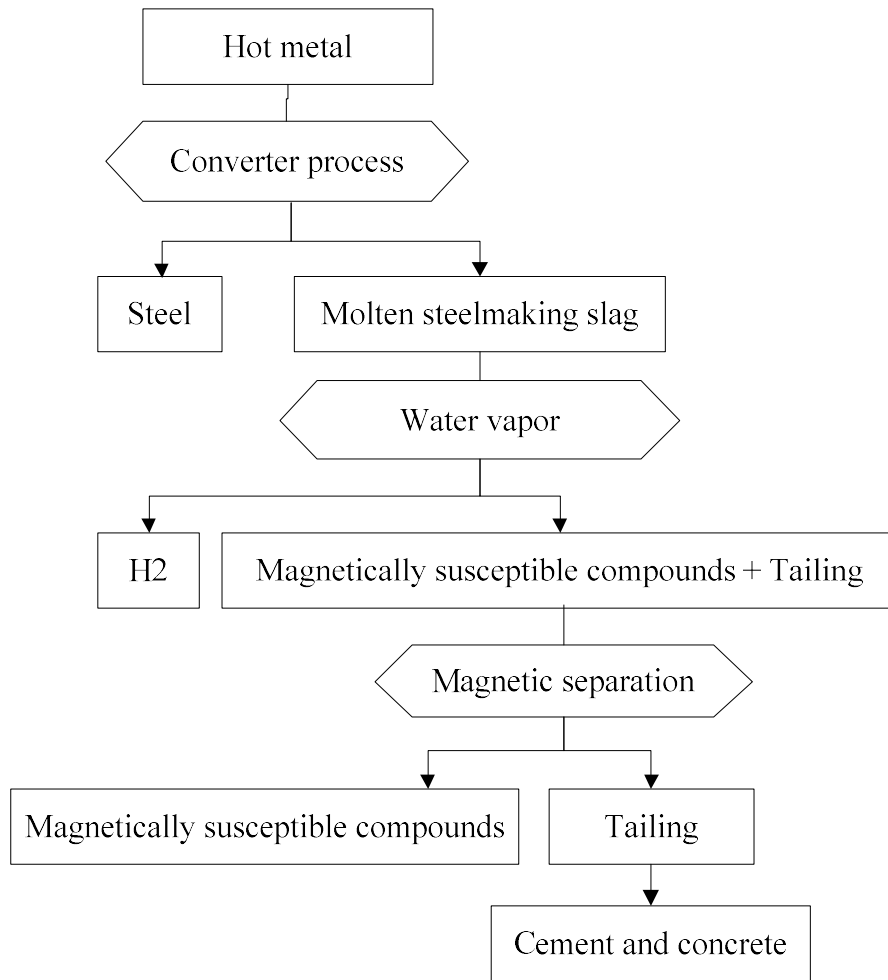 Hot metal
Converter process
Steel
Molten steelmaking slag
Water vapor
H2
Magnetically susceptible compounds + Tailing
Magnetic separation
Magnetically susceptible compounds
Tailing
Cement and concrete